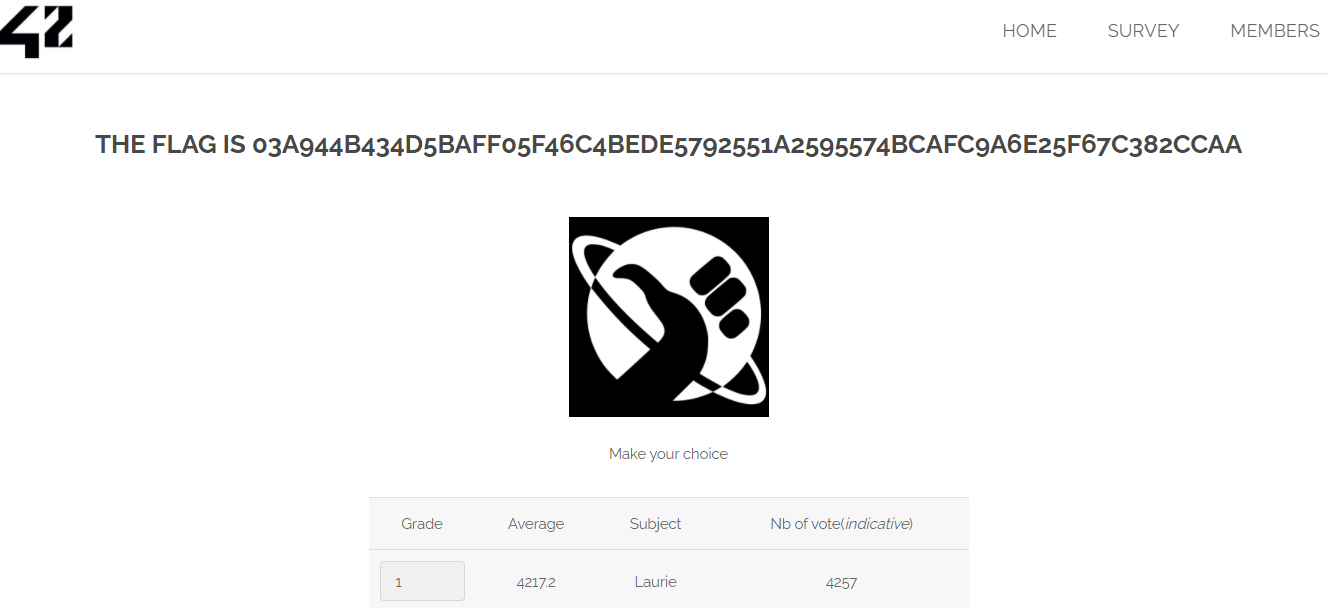 42
HOME SURVEY MEMBERS
THE FLAG IS 03A944B434D5BAFF05F46C4BEDE5792551A2595574BCAFC9A6E25F67C382CCAA
Make your choice
Grade Average Subject Nb of vote(indicative)
1 4217.2 Laurie 4257